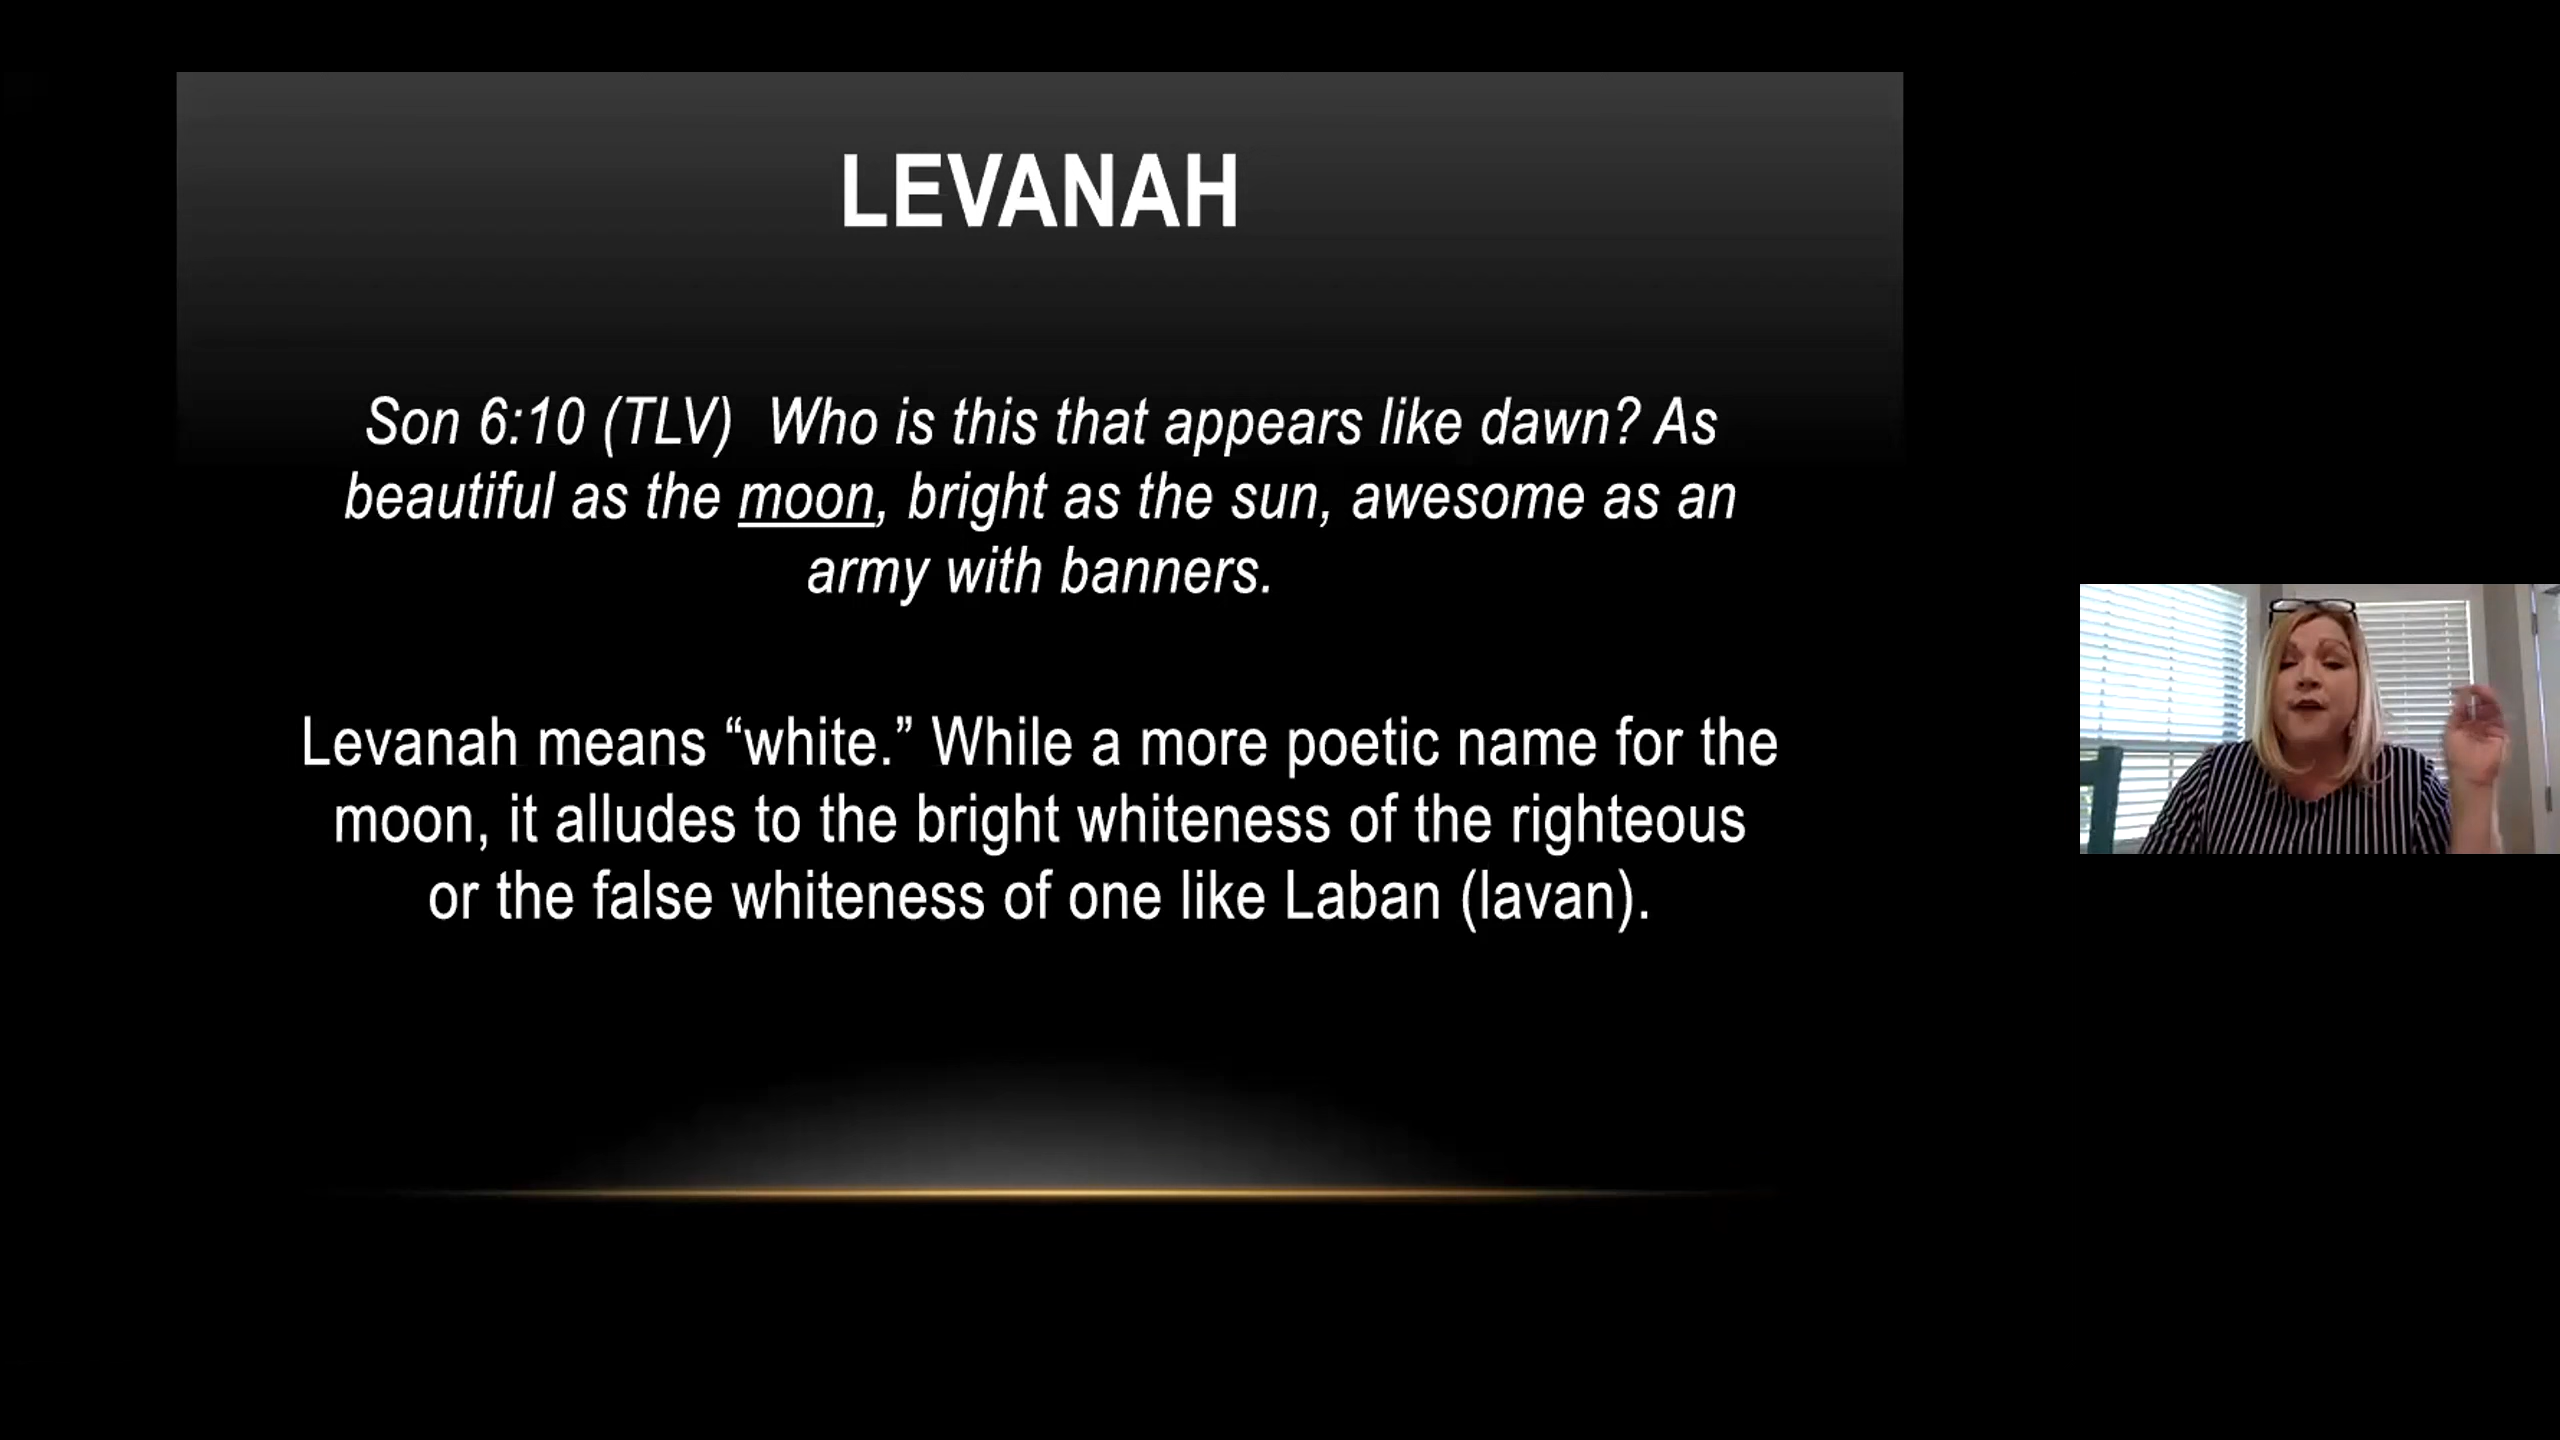 LEVANAH
Son 6:10 (TLV)  Who is this that appears like dawn? As
beautiful as the moon, bright as the sun, awesome as an
army with banners.
Levanah means “white.” While a more poetic name for the
moon, it alludes to the bright whiteness of the righteous
or the false whiteness of one like Laban (lavan).